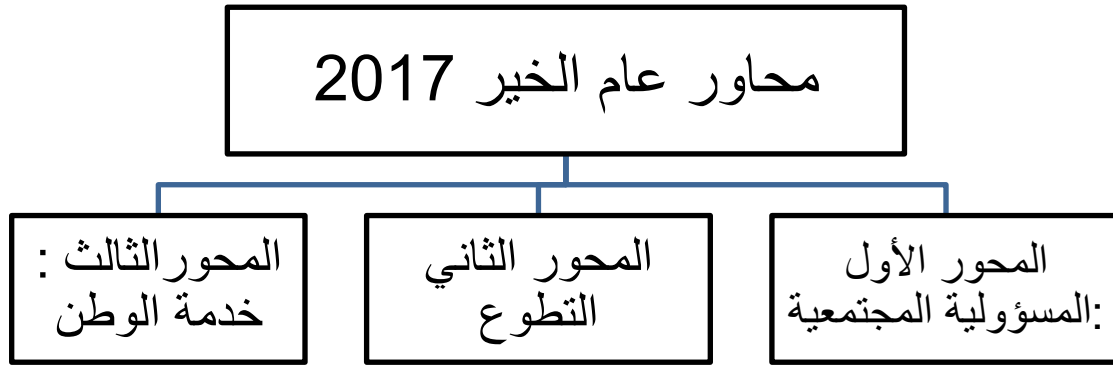 محاور عام الخير 2017
المحور الأول
:المسؤولية المجتمعية
المحور الثاني
التطوع
المحور الثالث :
خدمة الوطن